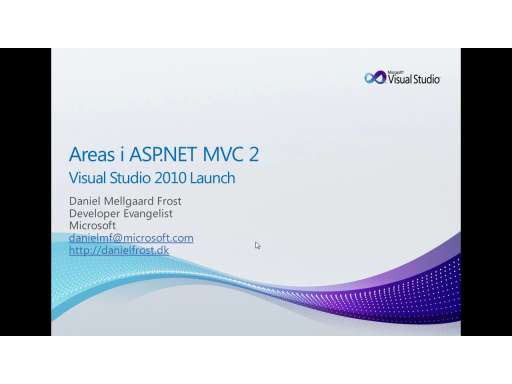 Microsoft
Visual Studio
Areas i ASP.NET MVC 2
Visual Studio 2010 Launch
Daniel Mellgaard Frost
Developer Evangelist
Microsoft
danielmf@microsoft.com
http://danielfrost.dk